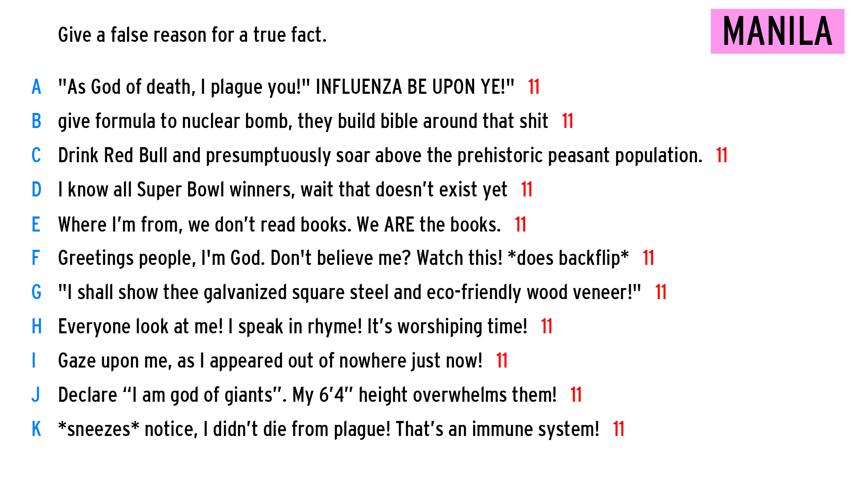 Give a false reason for a true fact.
MANILA
A "As God of death, I plague you!" INFLUENZA BE UPON YE!" 11
B give formula to nuclear bomb, they build bible around that shit 11
C Drink Red Bull and presumptuously soar above the prehistoric peasant population. 11
D I know all Super Bowl winners, wait that doesn't exist yet 11
E Where I'm from, we don't read books. We ARE the books. 11
F Greetings people, I'm God. Don't believe me? Watch this! *does backflip* 11
G "I shall show thee galvanized square steel and eco-friendly wood veneer!" 11
H Everyone look at me! I speak in rhyme! It’s worshiping time! 11
I Gaze upon me, as I appeared out of nowhere just now! 11
J Declare “I am god of giants”. My 6’4” height overwhelms them! 11
K *sneezes* notice, I didn’t die from plague! That’s an immune system! 11